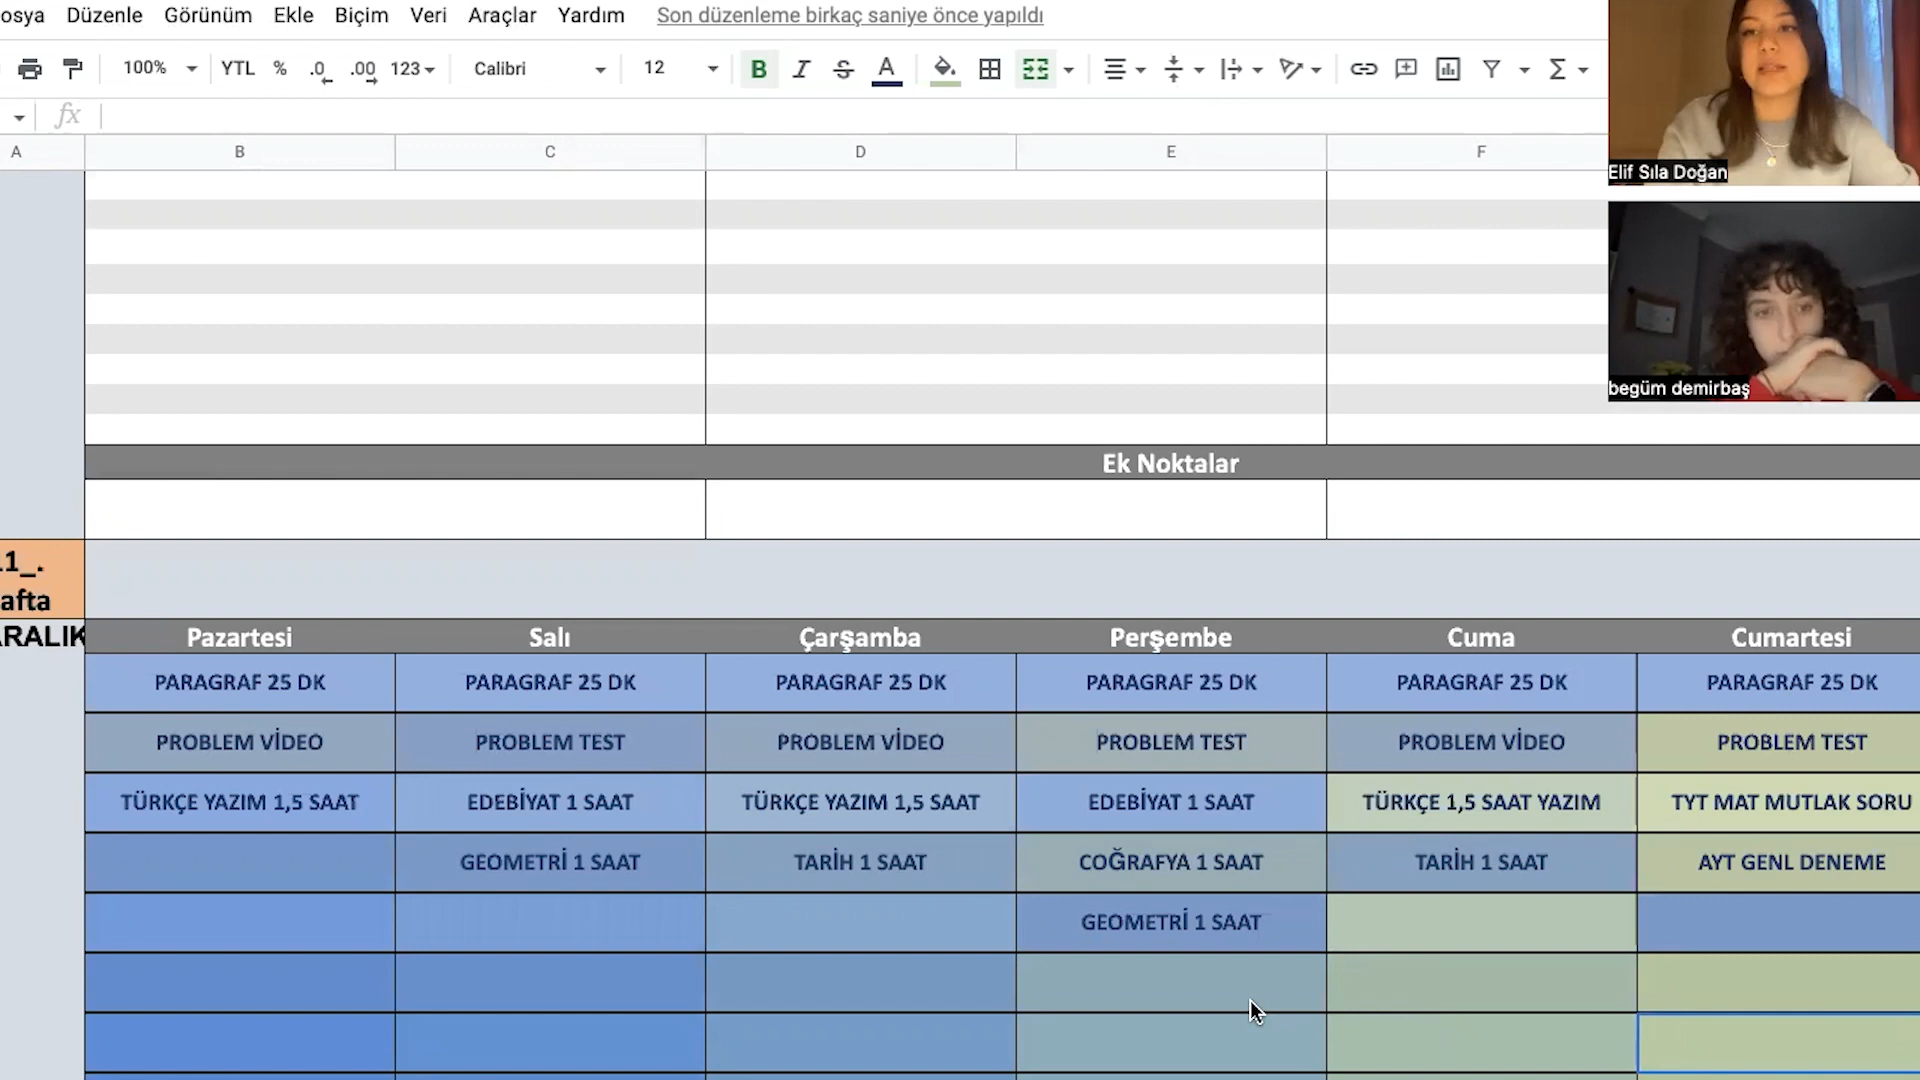 osya Düzenle Görünüm Ekle Biçim Veri Araçlar Yardım Son düzenleme birkaç saniye önce yapıldı
100% YTL % .0 .00 123 Calibri 12 B I S A Σ
fx
A B C D E F
Elif Sıla Doğan
begüm demirbaş
Ek Noktalar
11_.
afta
ARALIK Pazartesi Salı Çarşamba Perşembe Cuma Cumartesi
PARAGRAF 25 DK PARAGRAF 25 DK PARAGRAF 25 DK PARAGRAF 25 DK PARAGRAF 25 DK PARAGRAF 25 DK
PROBLEM VİDEO PROBLEM TEST PROBLEM VİDEO PROBLEM TEST PROBLEM VİDEO PROBLEM TEST
TÜRKÇE YAZIM 1,5 SAAT EDEBİYAT 1 SAAT TÜRKÇE YAZIM 1,5 SAAT EDEBİYAT 1 SAAT TÜRKÇE 1,5 SAAT YAZIM TYT MAT MUTLAK SORU
GEOMETRİ 1 SAAT TARİH 1 SAAT COĞRAFYA 1 SAAT TARİH 1 SAAT AYT GENL DENEME
GEOMETRİ 1 SAAT